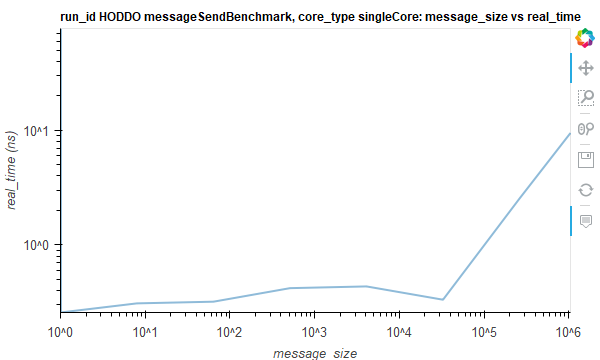 run_id HODDO messageSendBenchmark, core_type singleCore: message_size vs real_time
10^1
10^0
real_time (ns)
10^0 10^1 10^2 10^3 10^4 10^5 10^6
message_size